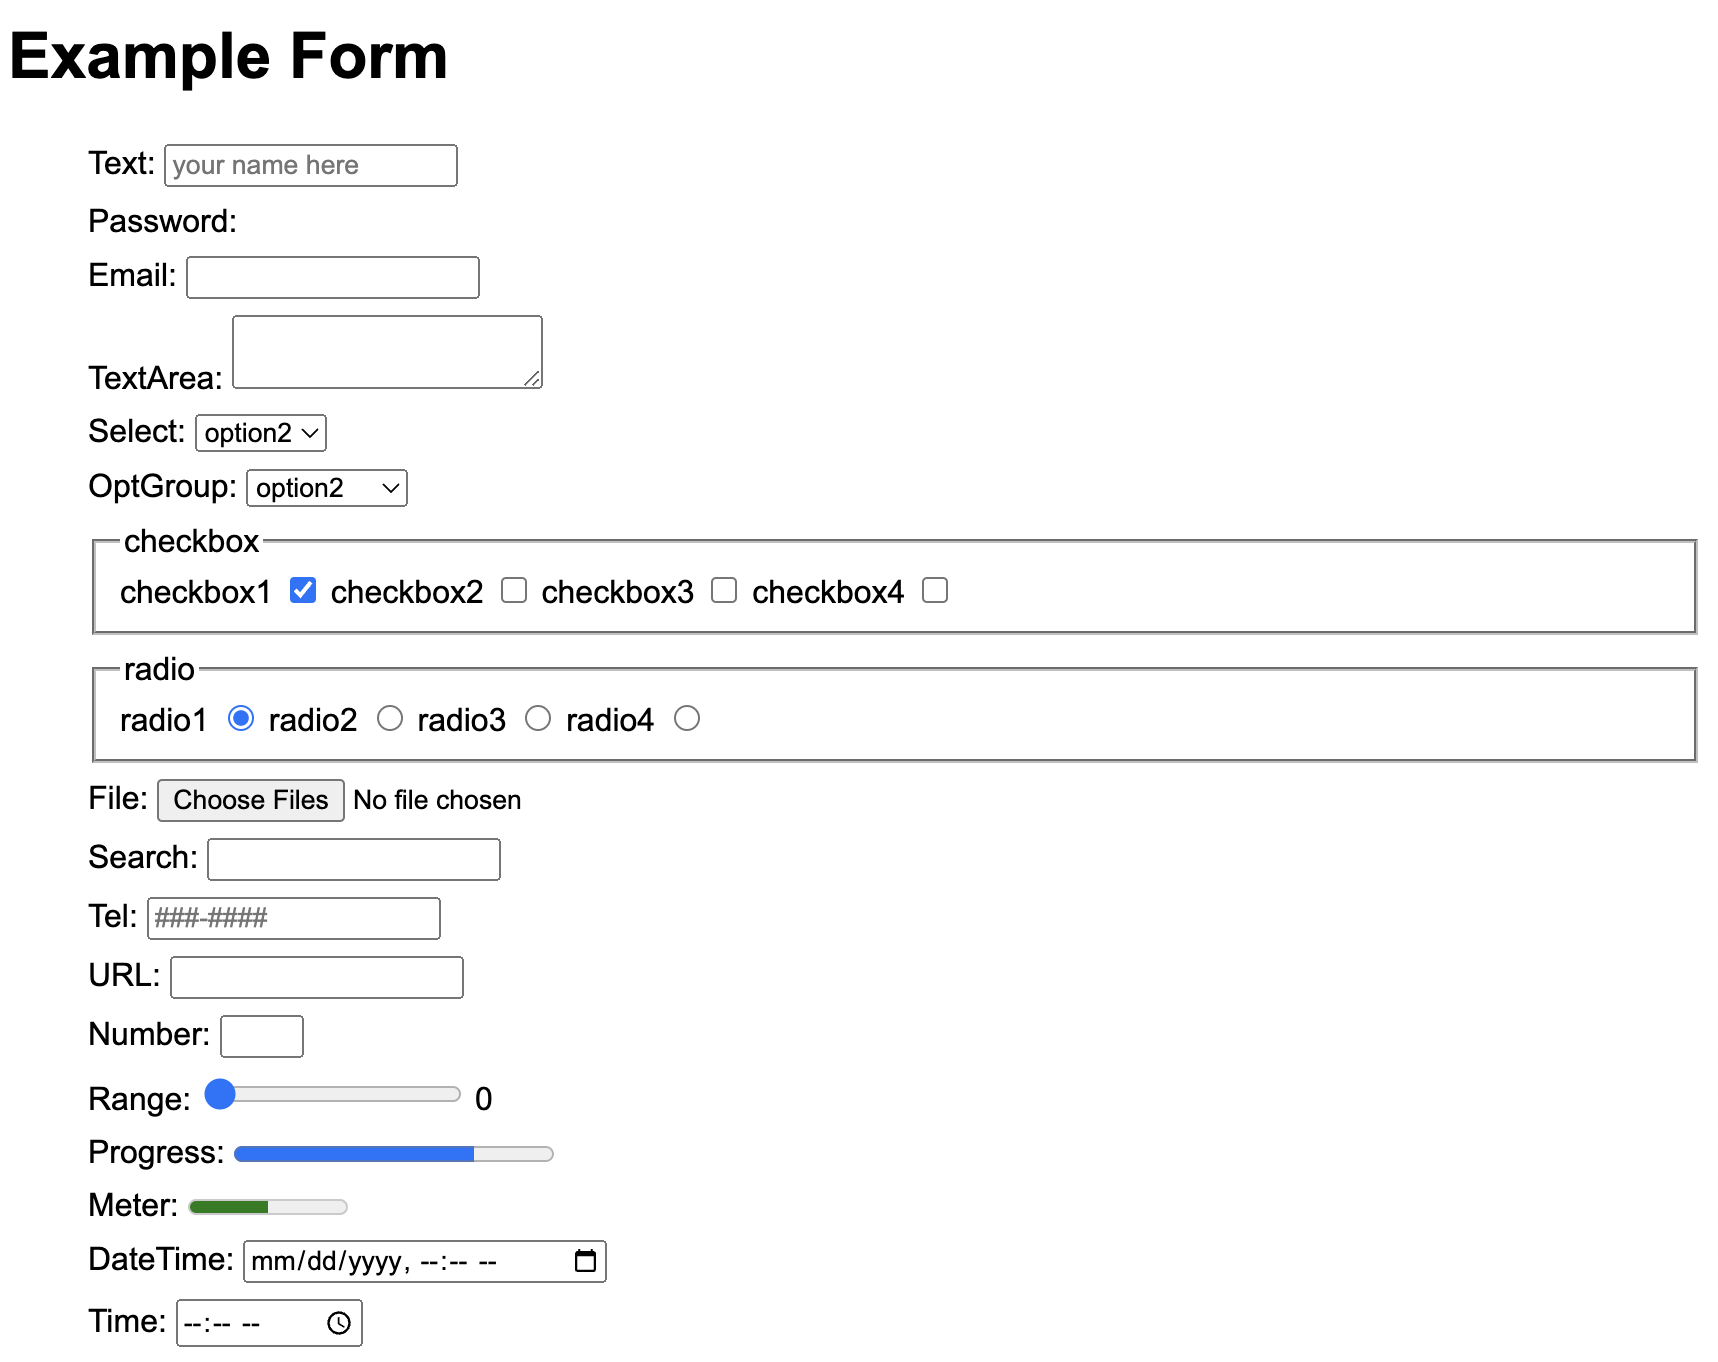 Example Form
Text: your name here
Password:
Email:
TextArea:
Select: option2
OptGroup: option2
checkbox
checkbox1 checkbox2 checkbox3 checkbox4
radio
radio1 radio2 radio3 radio4
File: Choose Files No file chosen
Search:
Tel: ###-####
URL:
Number:
Range: 0
Progress:
Meter:
DateTime: mm/dd/yyyy, --:-- --
Time: --:-- --